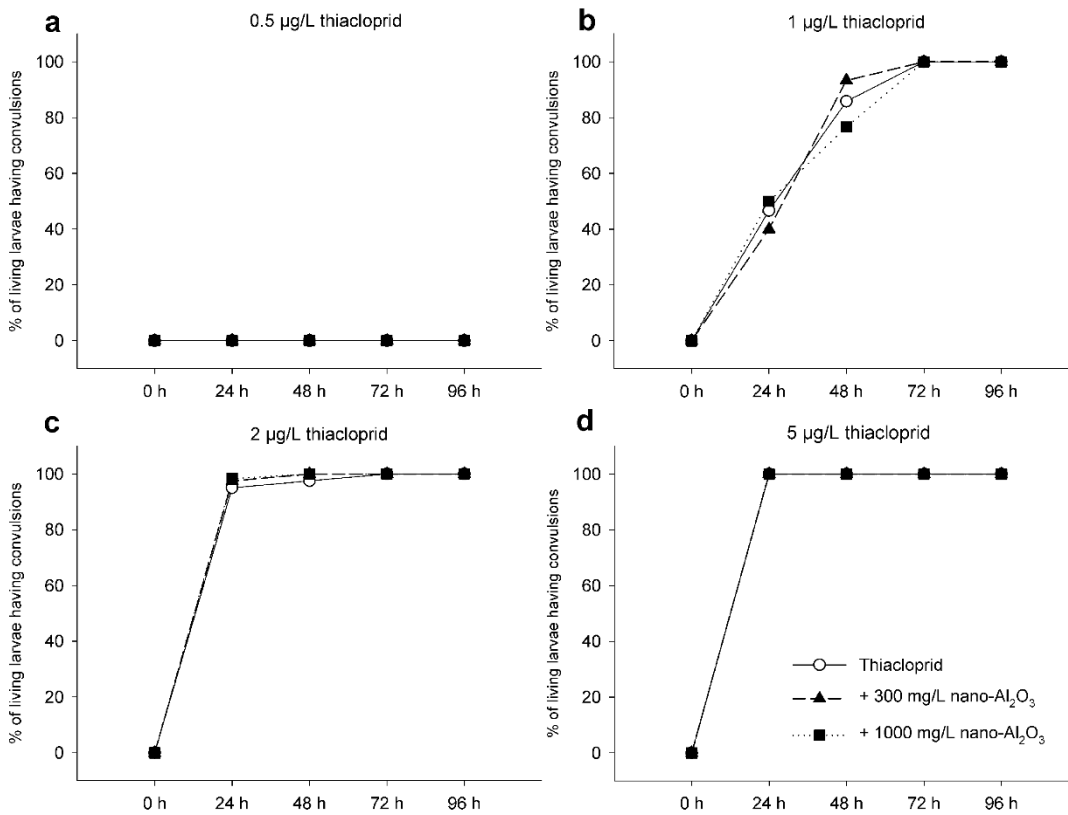 a
0.5 µg/L thiacloprid
% of living larvae having convulsions
100
80
60
40
20
0
0 h 24 h 48 h 72 h 96 h
b
1 µg/L thiacloprid
% of living larvae having convulsions
100
80
60
40
20
0
0 h 24 h 48 h 72 h 96 h
c
2 µg/L thiacloprid
% of living larvae having convulsions
100
80
60
40
20
0
0 h 24 h 48 h 72 h 96 h
d
5 µg/L thiacloprid
% of living larvae having convulsions
100
80
60
40
20
0
0 h 24 h 48 h 72 h 96 h
Thiacloprid
+ 300 mg/L nano-Al₂O₃
+ 1000 mg/L nano-Al₂O₃